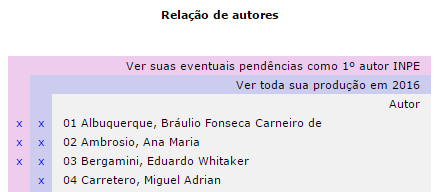 Relação de autores
Ver suas eventuais pendências como 1º autor INPE
Ver toda sua produção em 2016
Autor
x x 01 Albuquerque, Bráulio Fonseca Carneiro de
x x 02 Ambrosio, Ana Maria
x x 03 Bergamini, Eduardo Whitaker
x 04 Carretero, Miguel Adrian